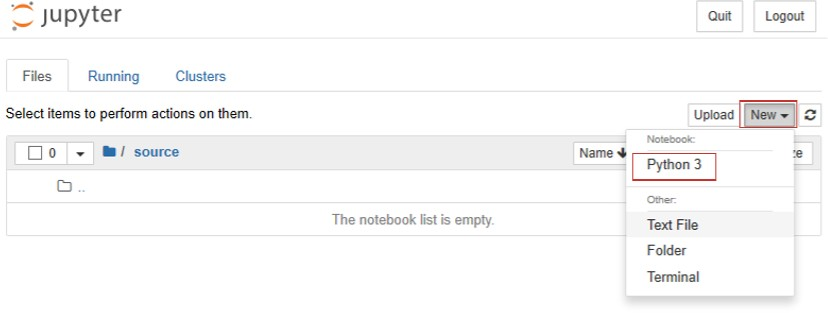 jupyter
Quit Logout
Files Running Clusters
Select items to perform actions on them.
Upload New
0 / source Name
..
The notebook list is empty.
Notebook:
Python 3
Other:
Text File
Folder
Terminal